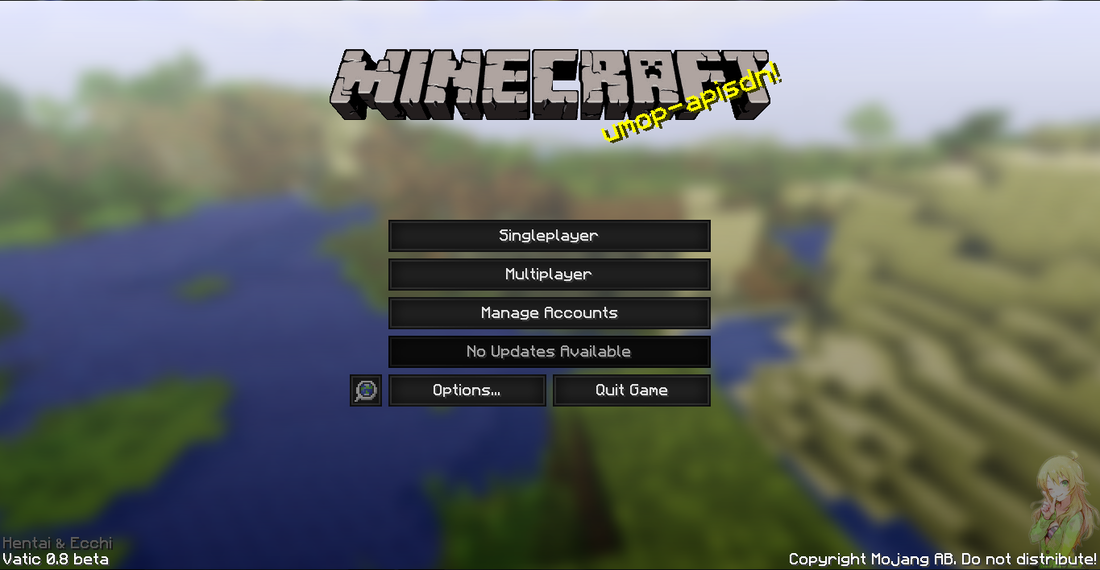 MINECRAFT
umop-apisdn!
Singleplayer
Multiplayer
Manage Accounts
No Updates Available
Options...
Quit Game
Hentai & Ecchi
Vatic 0.8 beta
Copyright Mojang AB. Do not distribute!